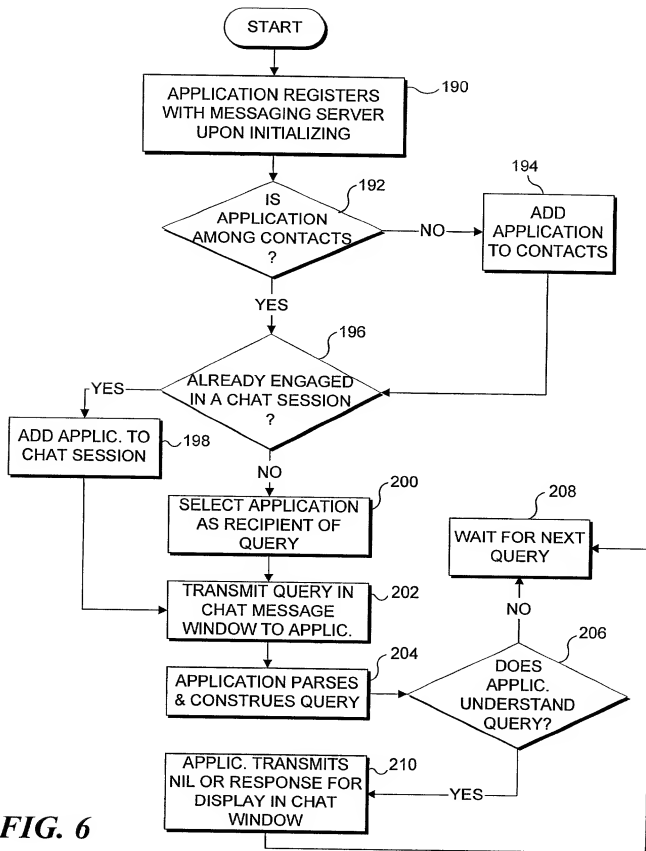 START
APPLICATION REGISTERS
WITH MESSAGING SERVER
UPON INITIALIZING
190
IS
APPLICATION
AMONG CONTACTS
?
192
NO
194
ADD
APPLICATION
TO CONTACTS
YES
196
ALREADY ENGAGED
IN A CHAT SESSION
?
YES
ADD APPLIC. TO
CHAT SESSION
198
NO
200
SELECT APPLICATION
AS RECIPIENT OF
QUERY
208
WAIT FOR NEXT
QUERY
TRANSMIT QUERY IN
CHAT MESSAGE
WINDOW TO APPLIC.
202
NO
204
APPLICATION PARSES
& CONSTRUES QUERY
206
DOES
APPLIC.
UNDERSTAND
QUERY?
YES
APPLIC. TRANSMITS
NIL OR RESPONSE FOR
DISPLAY IN CHAT
WINDOW
210
FIG. 6